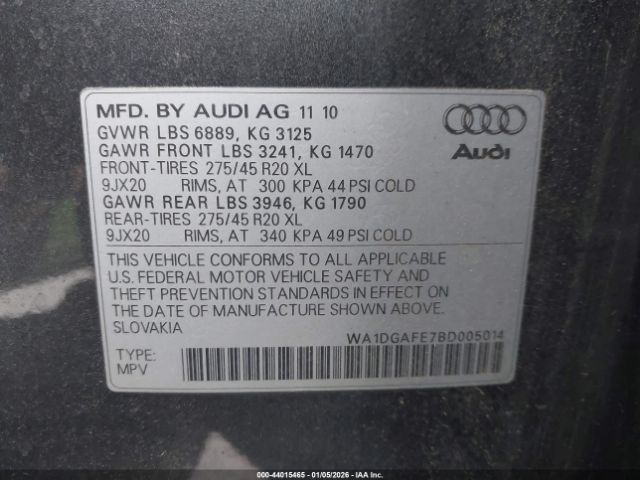 MFD. BY AUDI AG 11 10
GVWR LBS 6889, KG 3125
GAWR FRONT LBS 3241, KG 1470
FRONT-TIRES 275/45 R20 XL
9JX20 RIMS, AT 300 KPA 44 PSI COLD
GAWR REAR LBS 3946, KG 1790
REAR-TIRES 275/45 R20 XL
9JX20 RIMS, AT 340 KPA 49 PSI COLD
Audi
THIS VEHICLE CONFORMS TO ALL APPLICABLE
U.S. FEDERAL MOTOR VEHICLE SAFETY AND
THEFT PREVENTION STANDARDS IN EFFECT ON
THE DATE OF MANUFACTURE SHOWN ABOVE.
SLOVAKIA
WA1DGAFE7BD005014
TYPE:
MPV
000-44015465 - 01/05/2026 - IAAI.com